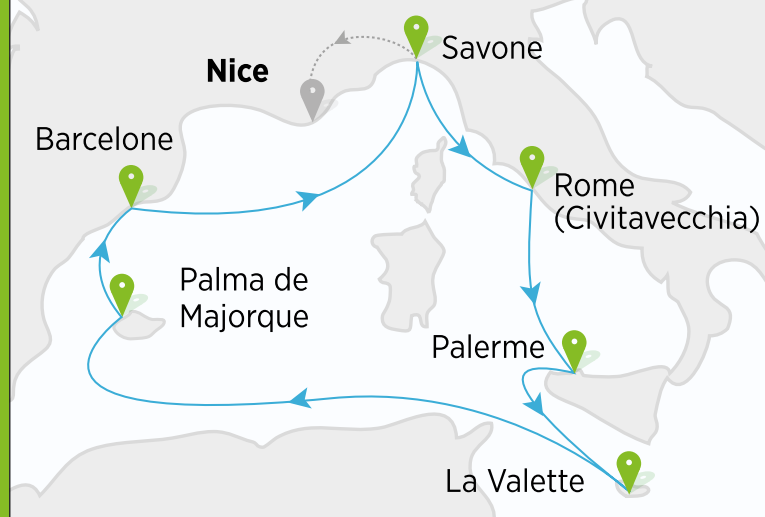 Savone
Nice
Barcelone
Rome
(Civitavecchia)
Palma de
Majorque
Palerme
La Valette